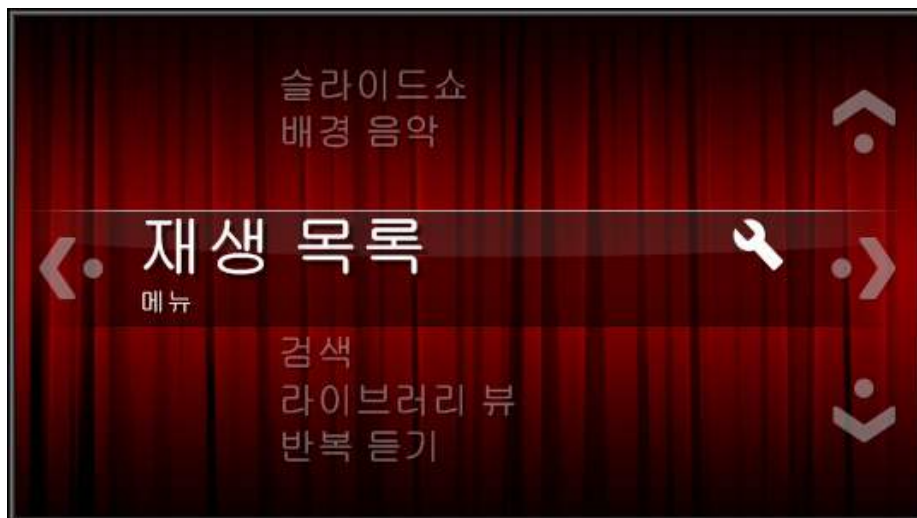 슬라이드쇼
배경 음악
재생 목록
메뉴
검색
라이브러리 뷰
반복 듣기